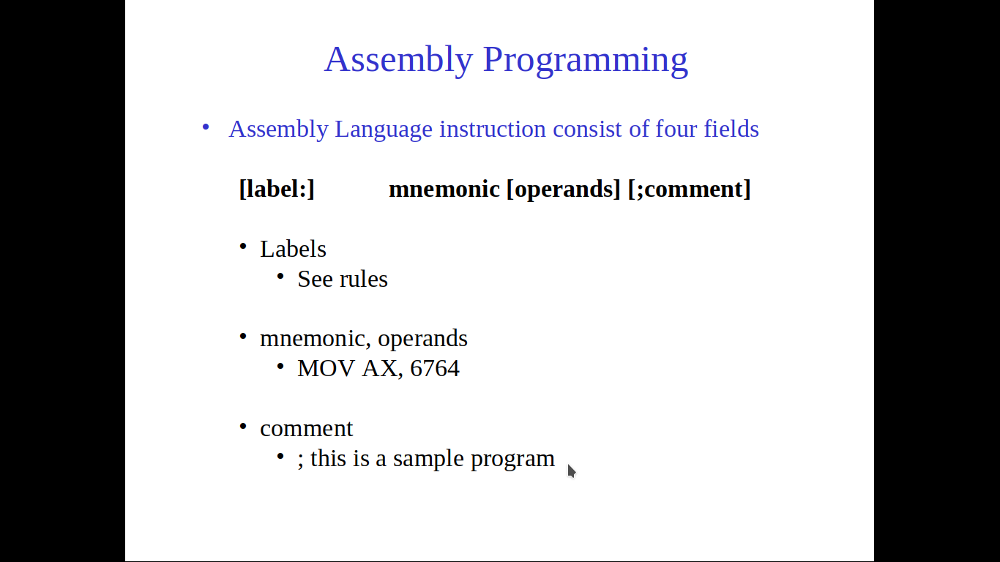 Assembly Programming
• Assembly Language instruction consist of four fields
[label:] mnemonic [operands] [;comment]
• Labels
• See rules
• mnemonic, operands
• MOV AX, 6764
• comment
• ; this is a sample program